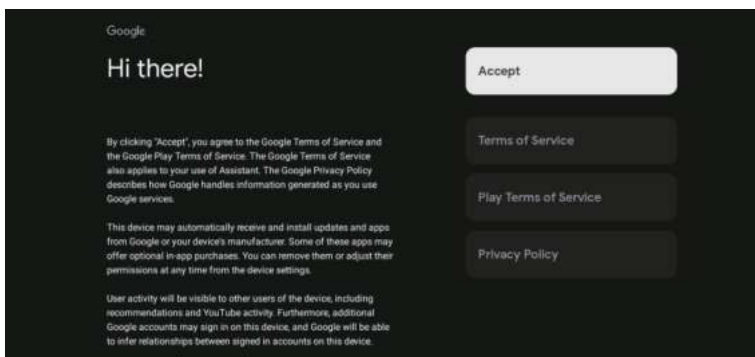 Google
Hi there!
By clicking "Accept", you agree to the Google Terms of Service and
the Google Play Terms of Service. The Google Terms of Service
also applies to your use of Assistant. The Google Privacy Policy
describes how Google handles information generated as you use
Google services.
This device may automatically receive and install updates and apps
from Google or your device's manufacturer. Some of these apps may
offer optional in-app purchases. You can remove them or adjust their
permissions at any time from the device settings.
User activity will be visible to other users of the device, including
recommendations and YouTube activity. Furthermore, additional
Google accounts may sign in on this device, and Google will be able
to infer relationships between signed in accounts on this device.
Accept
Terms of Service
Play Terms of Service
Privacy Policy